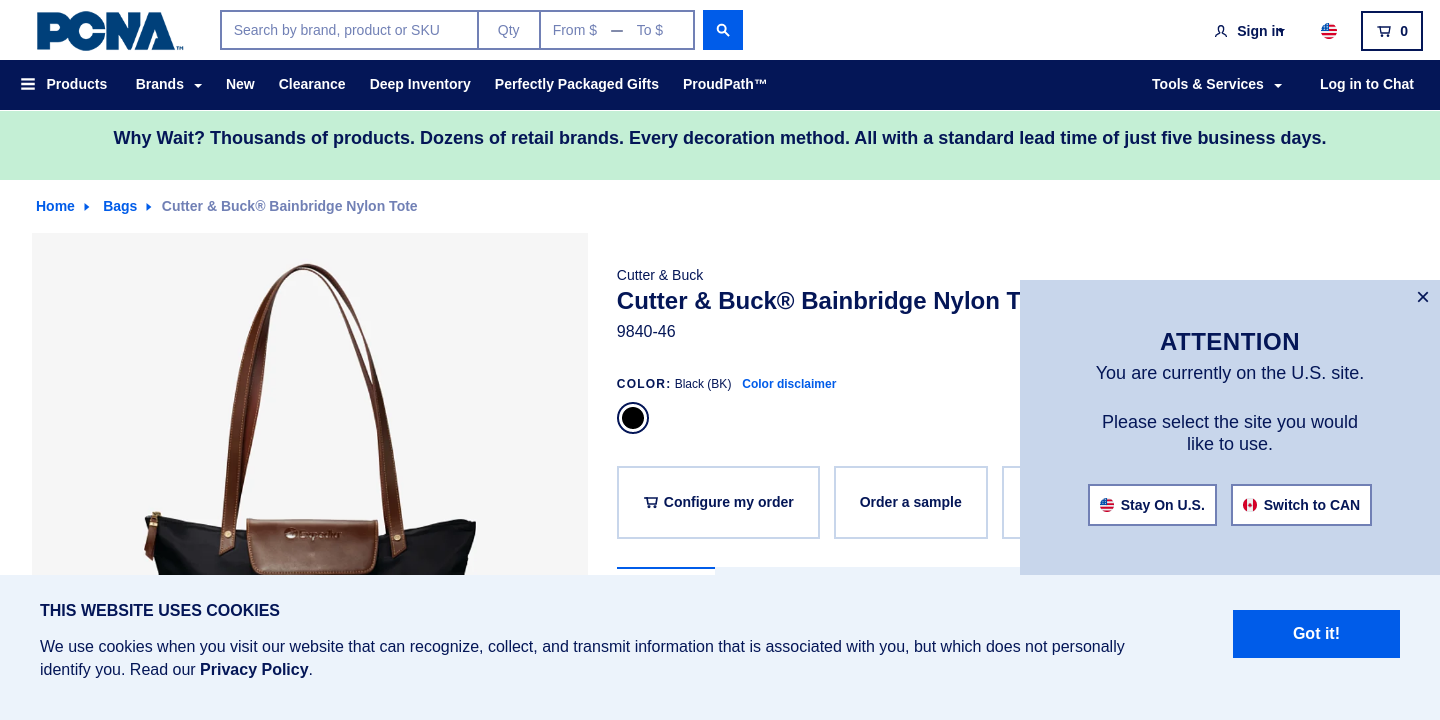 PCNA™
Search by brand, product or SKU
Qty
From $ — To $
Sign in
0
Products
Brands
New
Clearance
Deep Inventory
Perfectly Packaged Gifts
ProudPath™
Tools & Services
Log in to Chat
Why Wait? Thousands of products. Dozens of retail brands. Every decoration method. All with a standard lead time of just five business days.
Home
Bags
Cutter & Buck® Bainbridge Nylon Tote
Cutter & Buck
Cutter & Buck® Bainbridge Nylon T
9840-46
COLOR: Black (BK) Color disclaimer
Configure my order
Order a sample
×
ATTENTION
You are currently on the U.S. site.
Please select the site you would
like to use.
Stay On U.S.
Switch to CAN
THIS WEBSITE USES COOKIES
We use cookies when you visit our website that can recognize, collect, and transmit information that is associated with you, but which does not personally
identify you. Read our Privacy Policy.
Got it!